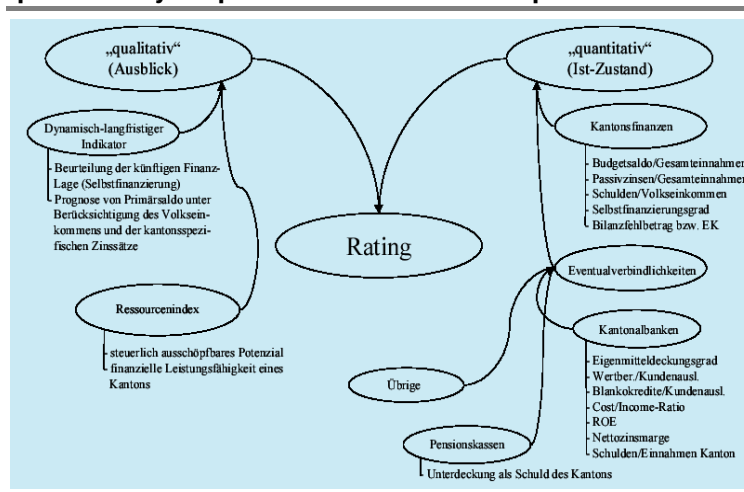 „qualitativ“
(Ausblick)
„quantitativ“
(Ist-Zustand)
Dynamisch-langfristiger
Indikator
- Beurteilung der künftigen Finanz-
Lage (Selbstfinanzierung)
- Prognose von Primärsaldo unter
Berücksichtigung des Volksein-
kommens und der kantonsspezi-
fischen Zinssätze
Kantonsfinanzen
- Budgetsaldo/Gesamteinnahmen
- Passivzinsen/Gesamteinnahmen
- Schulden/Volkseinkommen
- Selbstfinanzierungsgrad
- Bilanzfehlbetrag bzw. EK
Rating
Eventualverbindlichkeiten
Ressourcenindex
- steuerlich ausschöpfbares Potenzial
- finanzielle Leistungsfähigkeit eines
Kantons
Kantonalbanken
- Eigenmitteldeckungsgrad
- Wertber./Kundenausl.
- Blankokredite/Kundenausl.
- Cost/Income-Ratio
- ROE
- Nettozinsmarge
- Schulden/Einnahmen Kanton
Übrige
Pensionskassen
- Unterdeckung als Schuld des Kantons